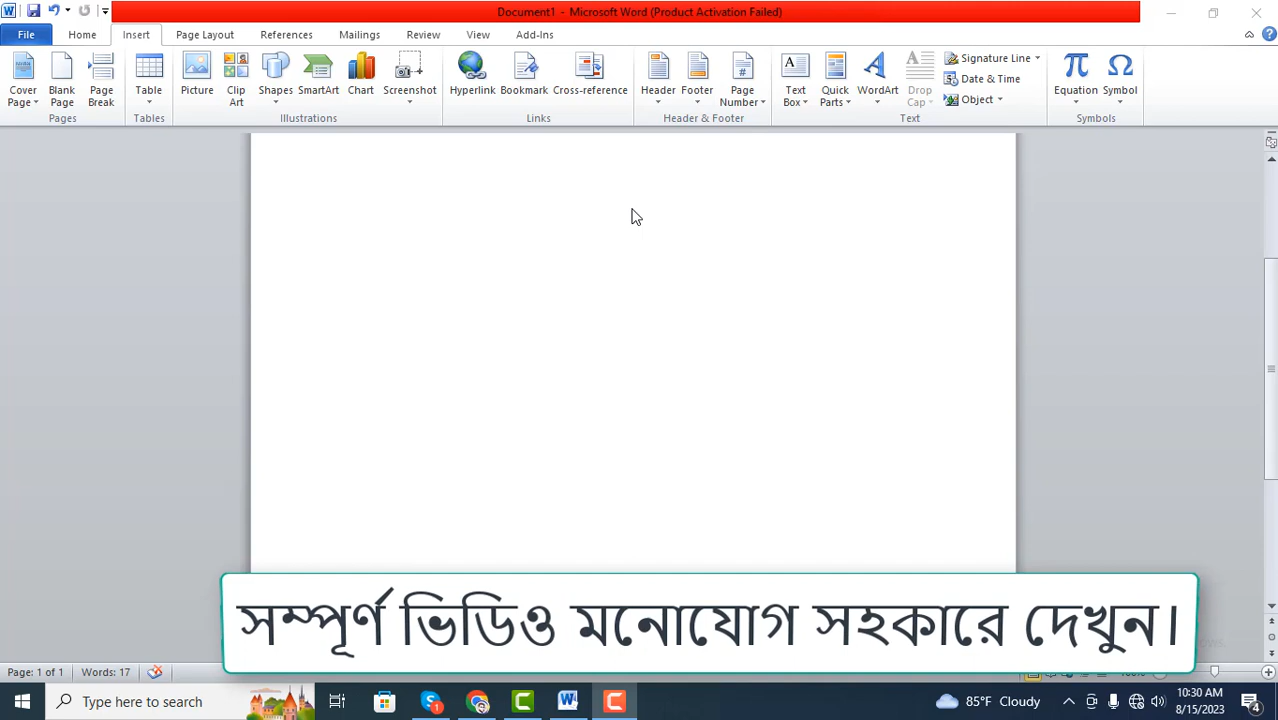 Document1 - Microsoft Word (Product Activation Failed)
File Home Insert Page Layout References Mailings Review View Add-Ins
Cover Page Blank Page Page Break Table Picture Clip Art Shapes SmartArt Chart Screenshot Hyperlink Bookmark Cross-reference Header Footer Page Number Text Box Quick Parts WordArt Drop Cap Signature Line Date & Time Object Equation Symbol
Pages Tables Illustrations Links Header & Footer Text Symbols
সম্পূর্ণ ভিডিও মনোযোগ সহকারে দেখুন।
Page: 1 of 1 Words: 17
Type here to search 85°F Cloudy 10:30 AM
8/15/2023